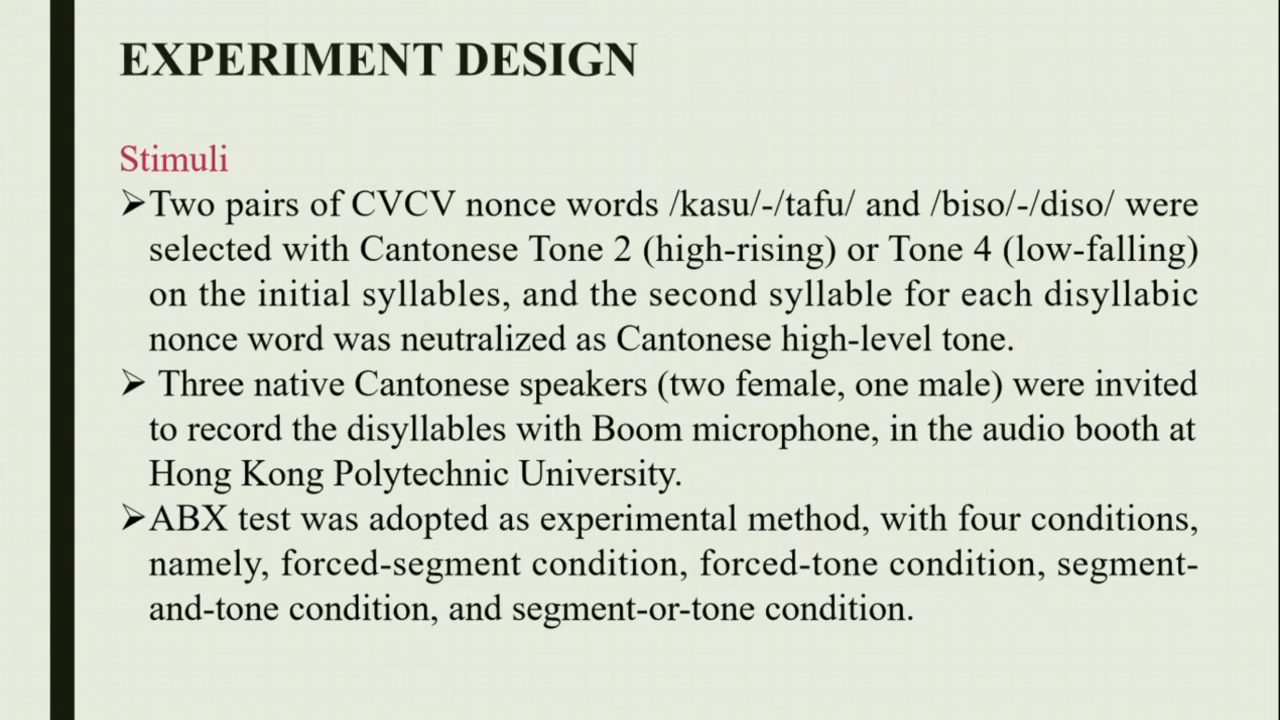 EXPERIMENT DESIGN
Stimuli
➢Two pairs of CVCV nonce words /kasu/-/tafu/ and /biso/-/diso/ were
selected with Cantonese Tone 2 (high-rising) or Tone 4 (low-falling)
on the initial syllables, and the second syllable for each disyllabic
nonce word was neutralized as Cantonese high-level tone.
➢ Three native Cantonese speakers (two female, one male) were invited
to record the disyllables with Boom microphone, in the audio booth at
Hong Kong Polytechnic University.
➢ABX test was adopted as experimental method, with four conditions,
namely, forced-segment condition, forced-tone condition, segment-
and-tone condition, and segment-or-tone condition.